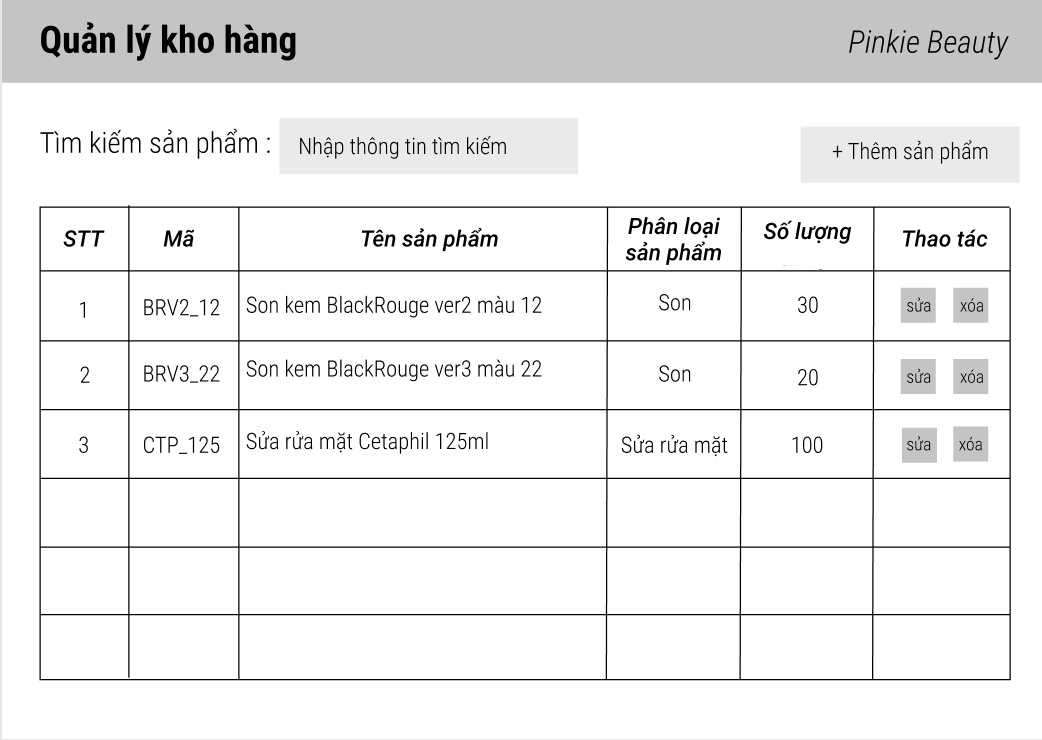 Quản lý kho hàng
Pinkie Beauty
Tìm kiếm sản phẩm :
Nhập thông tin tìm kiếm
+ Thêm sản phẩm
STT Mã Tên sản phẩm Phân loại sản phẩm Số lượng Thao tác
1 BRV2_12 Son kem BlackRouge ver2 màu 12 Son 30 sửa xóa
2 BRV3_22 Son kem BlackRouge ver3 màu 22 Son 20 sửa xóa
3 CTP_125 Sửa rửa mặt Cetaphil 125ml Sửa rửa mặt 100 sửa xóa